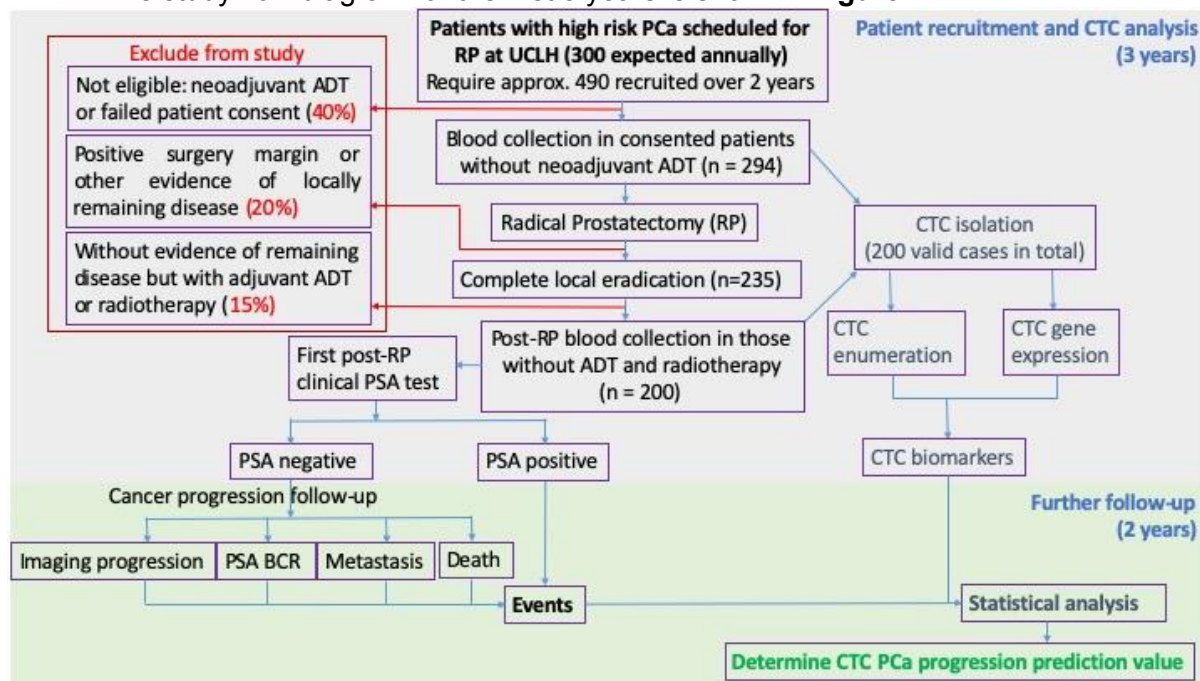 Patients with high risk PCa scheduled for
RP at UCLH (300 expected annually)
Require approx. 490 recruited over 2 years
Patient recruitment and CTC analysis
(3 years)
Exclude from study
Not eligible: neoadjuvant ADT
or failed patient consent (40%)
Positive surgery margin or
other evidence of locally
remaining disease (20%)
Without evidence of remaining
disease but with adjuvant ADT
or radiotherapy (15%)
Blood collection in consented patients
without neoadjuvant ADT (n = 294)
Radical Prostatectomy (RP)
Complete local eradication (n=235)
Post-RP blood collection in those
without ADT and radiotherapy
(n = 200)
CTC isolation
(200 valid cases in total)
CTC
enumeration
CTC gene
expression
CTC biomarkers
First post-RP
clinical PSA test
PSA negative
PSA positive
Cancer progression follow-up
Further follow-up
(2 years)
Imaging progression
PSA BCR
Metastasis
Death
Events
Statistical analysis
Determine CTC PCa progression prediction value